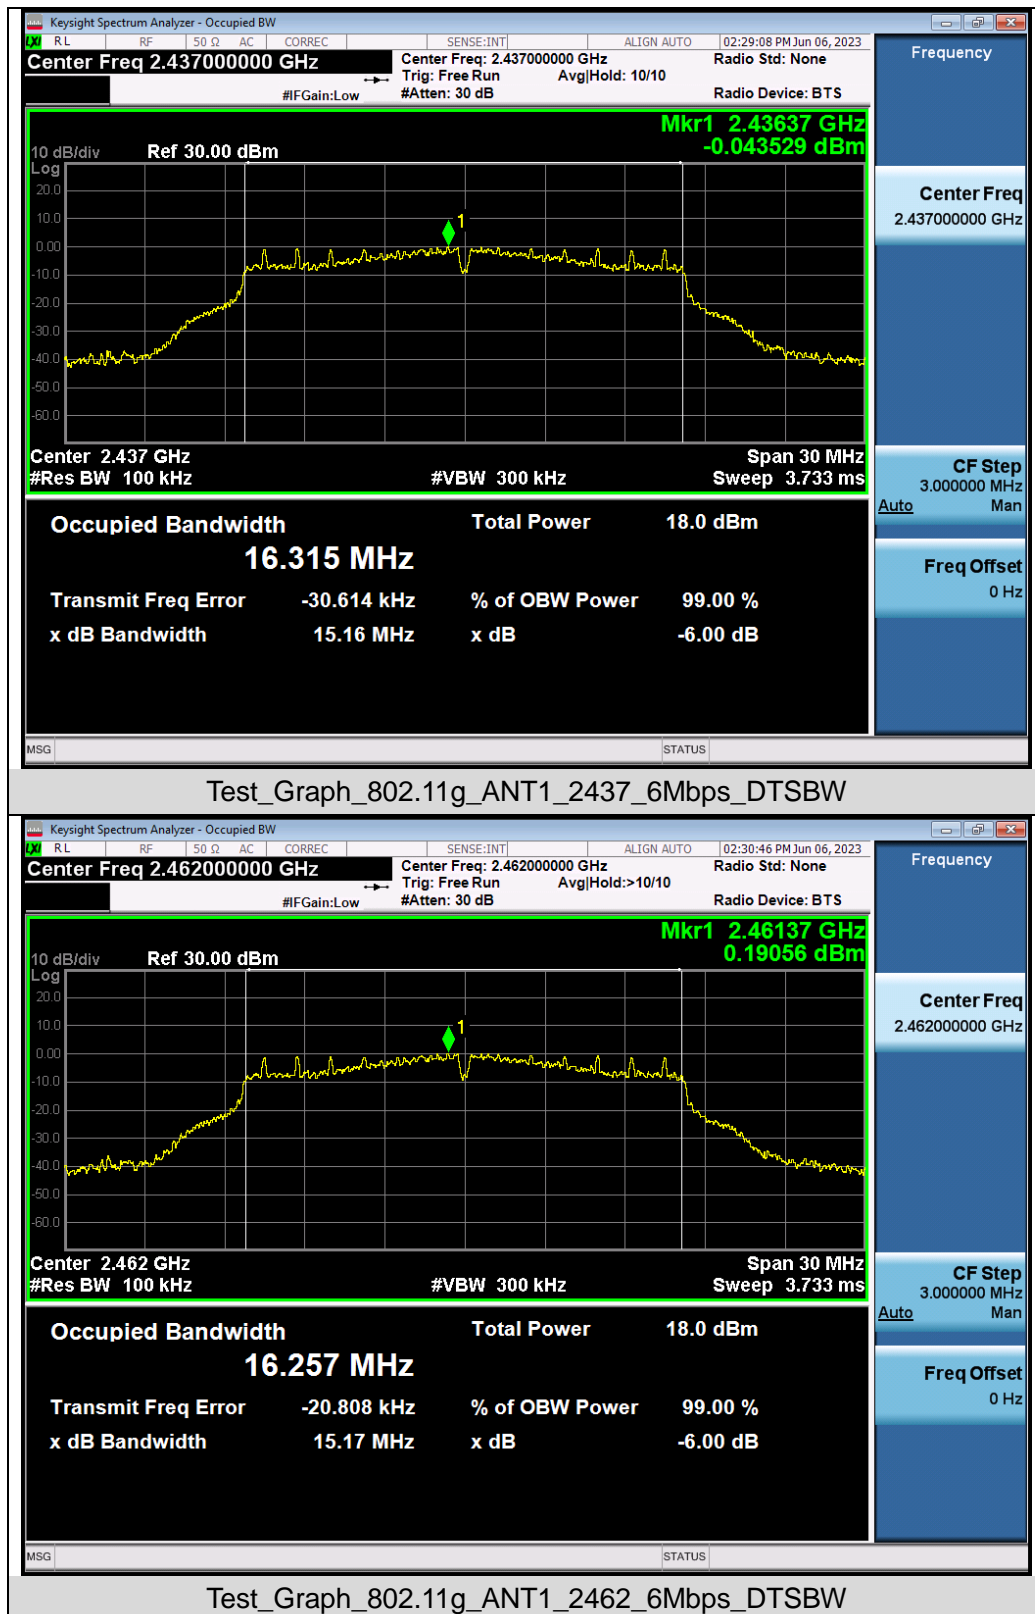 Keysight Spectrum Analyzer - Occupied BW
LXI RL RF 50 Ω AC CORREC SENSE:INT ALIGN AUTO 02:29:08 PM Jun 06, 2023
Center Freq 2.437000000 GHz
Center Freq: 2.437000000 GHz
Radio Std: None
Trig: Free Run Avg|Hold: 10/10
#IFGain:Low #Atten: 30 dB Radio Device: BTS
Frequency
Mkr1 2.43637 GHz
-0.043529 dBm
10 dB/div Ref 30.00 dBm
Log
20.0
10.0
0.00
-10.0
-20.0
-30.0
-40.0
-50.0
-60.0
1
Center 2.437 GHz Span 30 MHz
#Res BW 100 kHz #VBW 300 kHz Sweep 3.733 ms
Center Freq
2.437000000 GHz
CF Step
3.000000 MHz
Auto Man
Freq Offset
0 Hz
Occupied Bandwidth Total Power 18.0 dBm
16.315 MHz
Transmit Freq Error -30.614 kHz % of OBW Power 99.00 %
x dB Bandwidth 15.16 MHz x dB -6.00 dB
MSG STATUS
Test_Graph_802.11g_ANT1_2437_6Mbps_DTSBW
Keysight Spectrum Analyzer - Occupied BW
LXI RL RF 50 Ω AC CORREC SENSE:INT ALIGN AUTO 02:30:46 PM Jun 06, 2023
Center Freq 2.462000000 GHz
Center Freq: 2.462000000 GHz
Radio Std: None
Trig: Free Run Avg|Hold:>10/10
#IFGain:Low #Atten: 30 dB Radio Device: BTS
Frequency
Mkr1 2.46137 GHz
0.19056 dBm
10 dB/div Ref 30.00 dBm
Log
20.0
10.0
0.00
-10.0
-20.0
-30.0
-40.0
-50.0
-60.0
1
Center 2.462 GHz Span 30 MHz
#Res BW 100 kHz #VBW 300 kHz Sweep 3.733 ms
Center Freq
2.462000000 GHz
CF Step
3.000000 MHz
Auto Man
Freq Offset
0 Hz
Occupied Bandwidth Total Power 18.0 dBm
16.257 MHz
Transmit Freq Error -20.808 kHz % of OBW Power 99.00 %
x dB Bandwidth 15.17 MHz x dB -6.00 dB
MSG STATUS
Test_Graph_802.11g_ANT1_2462_6Mbps_DTSBW